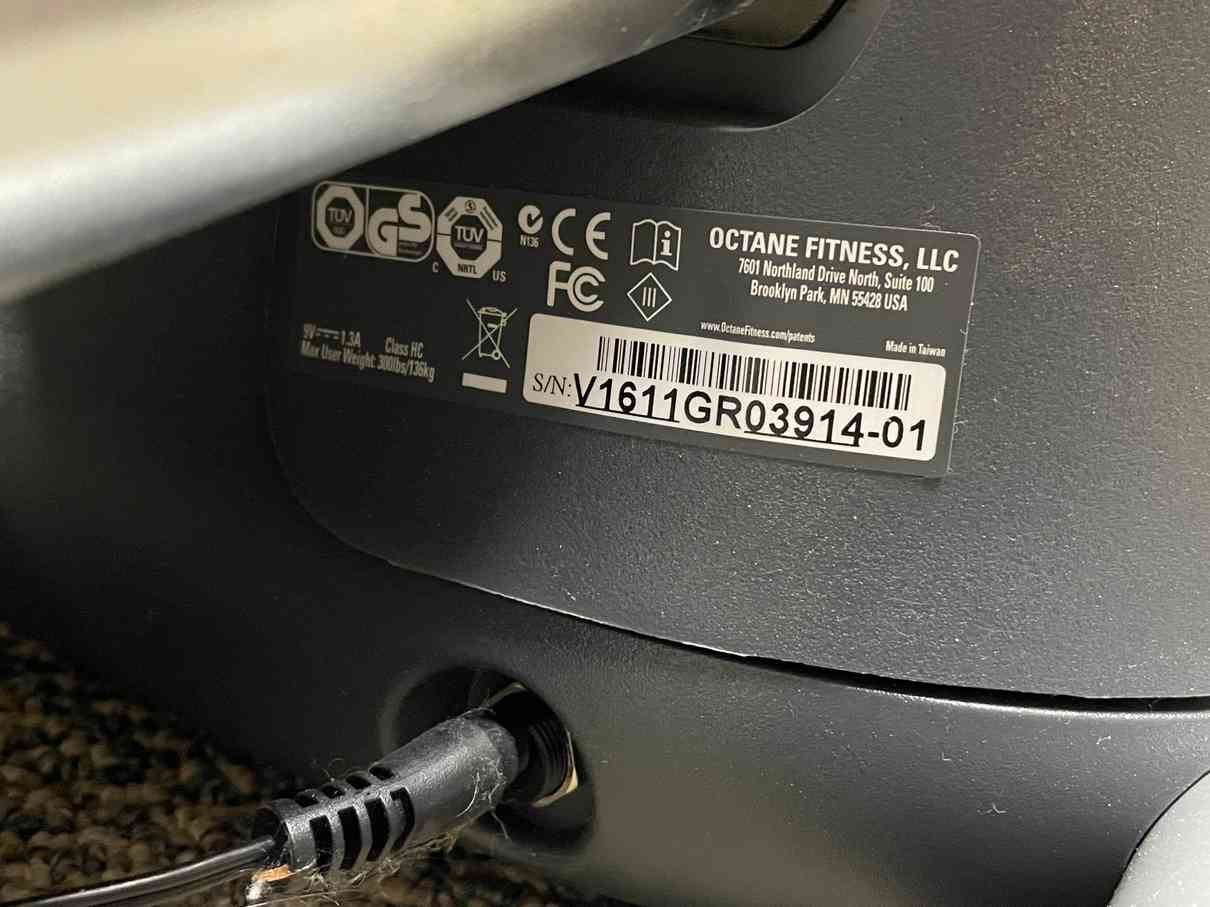 TÜV
GS
TÜV
NRTL
C
US
N136
CE
FC
i
III
OCTANE FITNESS, LLC
7601 Northland Drive North, Suite 100
Brooklyn Park, MN 55428 USA
www.OctaneFitness.com/patents
Made in Taiwan
9V 1.3A Class HC
Max User Weight: 300lbs/136kg
S/N: V1611GR03914-01